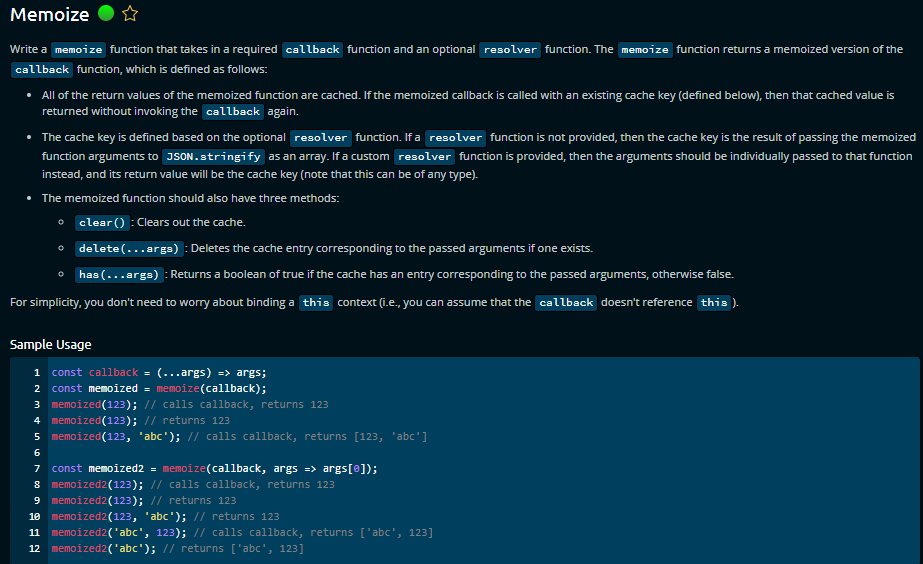 Memoize
Write a memoize function that takes in a required callback function and an optional resolver function. The memoize function returns a memoized version of the
callback function, which is defined as follows:
All of the return values of the memoized function are cached. If the memoized callback is called with an existing cache key (defined below), then that cached value is
returned without invoking the callback again.
The cache key is defined based on the optional resolver function. If a resolver function is not provided, then the cache key is the result of passing the memoized
function arguments to JSON.stringify as an array. If a custom resolver function is provided, then the arguments should be individually passed to that function
instead, and its return value will be the cache key (note that this can be of any type).
The memoized function should also have three methods:
clear() : Clears out the cache.
delete(...args) : Deletes the cache entry corresponding to the passed arguments if one exists.
has(...args) : Returns a boolean of true if the cache has an entry corresponding to the passed arguments, otherwise false.
For simplicity, you don't need to worry about binding a this context (i.e., you can assume that the callback doesn't reference this ).
Sample Usage
1 const callback = (...args) => args;
2 const memoized = memoize(callback);
3 memoized(123); // calls callback, returns 123
4 memoized(123); // returns 123
5 memoized(123, 'abc'); // calls callback, returns [123, 'abc']
6
7 const memoized2 = memoize(callback, args => args[0]);
8 memoized2(123); // calls callback, returns 123
9 memoized2(123); // returns 123
10 memoized2(123, 'abc'); // returns 123
11 memoized2('abc', 123); // calls callback, returns ['abc', 123]
12 memoized2('abc'); // returns ['abc', 123]